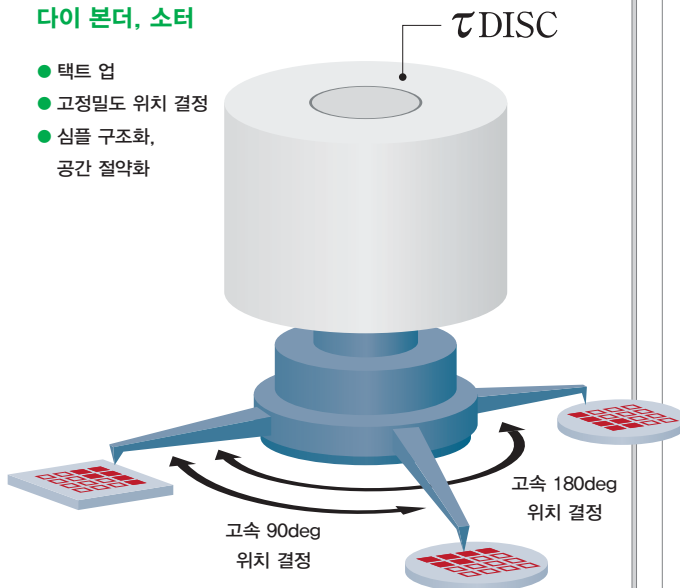 다이 본더, 소터
τDISC
● 택트 업
● 고정밀도 위치 결정
● 심플 구조화,
공간 절약화
고속 180deg
위치 결정
고속 90deg
위치 결정